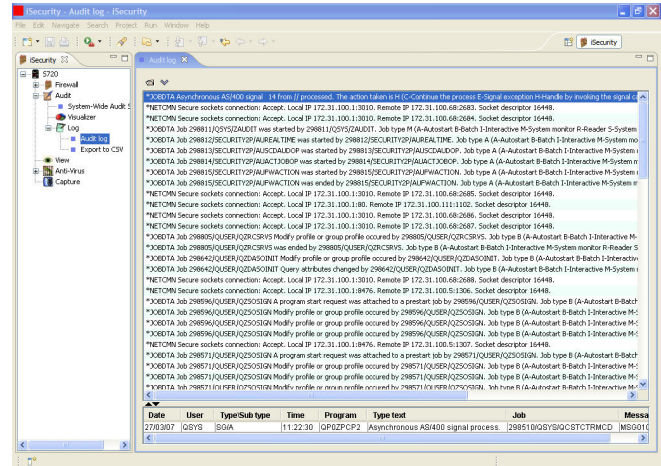 iSecurity - Audit log - iSecurity
File Edit Navigate Search Project Run Window Help
iSecurity
iSecurity
Audit log
S720
Firewall
Audit
System-Wide Audit S
Visualizer
Log
Audit log
Export to CSV
View
Anti-Virus
Capture
*JOBDTA Asynchronous AS/400 signal 14 from // processed. The action taken is H (C-Continue the process E-Signal exception H-Handle by invoking the signal ca
*NETCMN Secure sockets connection: Accept. Local IP 172.31.100.1:3010. Remote IP 172.31.100.68:2683. Socket descriptor 16448.
*NETCMN Secure sockets connection: Accept. Local IP 172.31.100.1:3010. Remote IP 172.31.100.68:2684. Socket descriptor 16448.
*JOBDTA Job 298811/QSYS/ZAUDIT was started by 298811/QSYS/ZAUDIT. Job type M (A-Autostart B-Batch I-Interactive M-System monitor R-Reader S-System
*JOBDTA Job 298812/SECURITY2P/AUREALTIME was started by 298812/SECURITY2P/AUREALTIME. Job type A (A-Autostart B-Batch I-Interactive M-System mo
*JOBDTA Job 298813/SECURITY2P/AUSCDAUDOP was started by 298813/SECURITY2P/AUSCDAUDOP. Job type A (A-Autostart B-Batch I-Interactive M-System
*JOBDTA Job 298814/SECURITY2P/AUACTJOBOP was started by 298814/SECURITY2P/AUACTJOBOP. Job type A (A-Autostart B-Batch I-Interactive M-System m
*JOBDTA Job 298815/SECURITY2P/AUFWACTION was started by 298815/SECURITY2P/AUFWACTION. Job type A (A-Autostart B-Batch I-Interactive M-System m
*JOBDTA Job 298815/SECURITY2P/AUFWACTION was ended by 298815/SECURITY2P/AUFWACTION. Job type A (A-Autostart B-Batch I-Interactive M-System m
*NETCMN Secure sockets connection: Accept. Local IP 172.31.100.1:3010. Remote IP 172.31.100.68:2685. Socket descriptor 16448.
*NETCMN Secure sockets connection: Accept. Local IP 172.31.100.1:80. Remote IP 172.31.100.111:1102. Socket descriptor 16448.
*NETCMN Secure sockets connection: Accept. Local IP 172.31.100.1:3010. Remote IP 172.31.100.68:2686. Socket descriptor 16448.
*NETCMN Secure sockets connection: Accept. Local IP 172.31.100.1:3010. Remote IP 172.31.100.68:2687. Socket descriptor 16448.
*JOBDTA Job 298805/QUSER/QZRCSRVS Modify profile or group profile occured by 298805/QUSER/QZRCSRVS. Job type B (A-Autostart B-Batch I-Interactive M-
*JOBDTA Job 298805/QUSER/QZRCSRVS was ended by 298805/QUSER/QZRCSRVS. Job type B (A-Autostart B-Batch I-Interactive M-System monitor R-Reader S
*JOBDTA Job 298642/QUSER/QZDASOINIT Modify profile or group profile occured by 298642/QUSER/QZDASOINIT. Job type B (A-Autostart B-Batch I-Interactive
*JOBDTA Job 298642/QUSER/QZDASOINIT Query attributes changed by 298642/QUSER/QZDASOINIT. Job type B (A-Autostart B-Batch I-Interactive M-System
*NETCMN Secure sockets connection: Accept. Local IP 172.31.100.1:8476. Remote IP 172.100.5:1306. Socket descriptor 16448.
*JOBDTA Job 298596/QUSER/QZSOSIGN A program start request was attached to a prestart job by 298596/QUSER/QZSOSIGN. Job type B (A-Autostart B-Batch
*JOBDTA Job 298596/QUSER/QZSOSIGN Modify profile or group profile occured by 298596/QUSER/QZSOSIGN. Job type B (A-Autostart B-Batch I-Interactive M-S
*JOBDTA Job 298596/QUSER/QZSOSIGN Modify profile or group profile occured by 298596/QUSER/QZSOSIGN. Job type B (A-Autostart B-Batch I-Interactive M-S
*JOBDTA Job 298596/QUSER/QZSOSIGN Modify profile or group profile occured by 298596/QUSER/QZSOSIGN. Job type B (A-Autostart B-Batch I-Interactive M-S
*NETCMN Secure sockets connection: Accept. Local IP 172.31.100.1:8476. Remote IP 172.100.5:1307. Socket descriptor 16448.
*JOBDTA Job 298571/QUSER/QZSOSIGN A program start request was attached to a prestart job by 298571/QUSER/QZSOSIGN. Job type B (A-Autostart B-Batch
*JOBDTA Job 298571/QUSER/QZSOSIGN Modify profile or group profile occured by 298571/QUSER/QZSOSIGN. Job type B (A-Autostart B-Batch I-Interactive M-S
*JOBDTA Job 298571/QUSER/QZSOSIGN Modify profile or group profile occured by 298571/QUSER/QZSOSIGN. Job type B (A-Autostart B-Batch I-Interactive M-S
*JOBDTA Job 298571/QUSER/QZSOSIGN Modify profile or group profile occured by 298571/QUSER/QZSOSIGN. Job type B (A-Autostart B-Batch I-Interactive M-S
Date User Type/Sub type Time Program Type text Job Messa
27/03/07 QSYS SG/A 11:22:30 QP0ZPCP2 Asynchronous AS/400 signal process. 298510/QSYS/QCSTCTRMCD MSG010